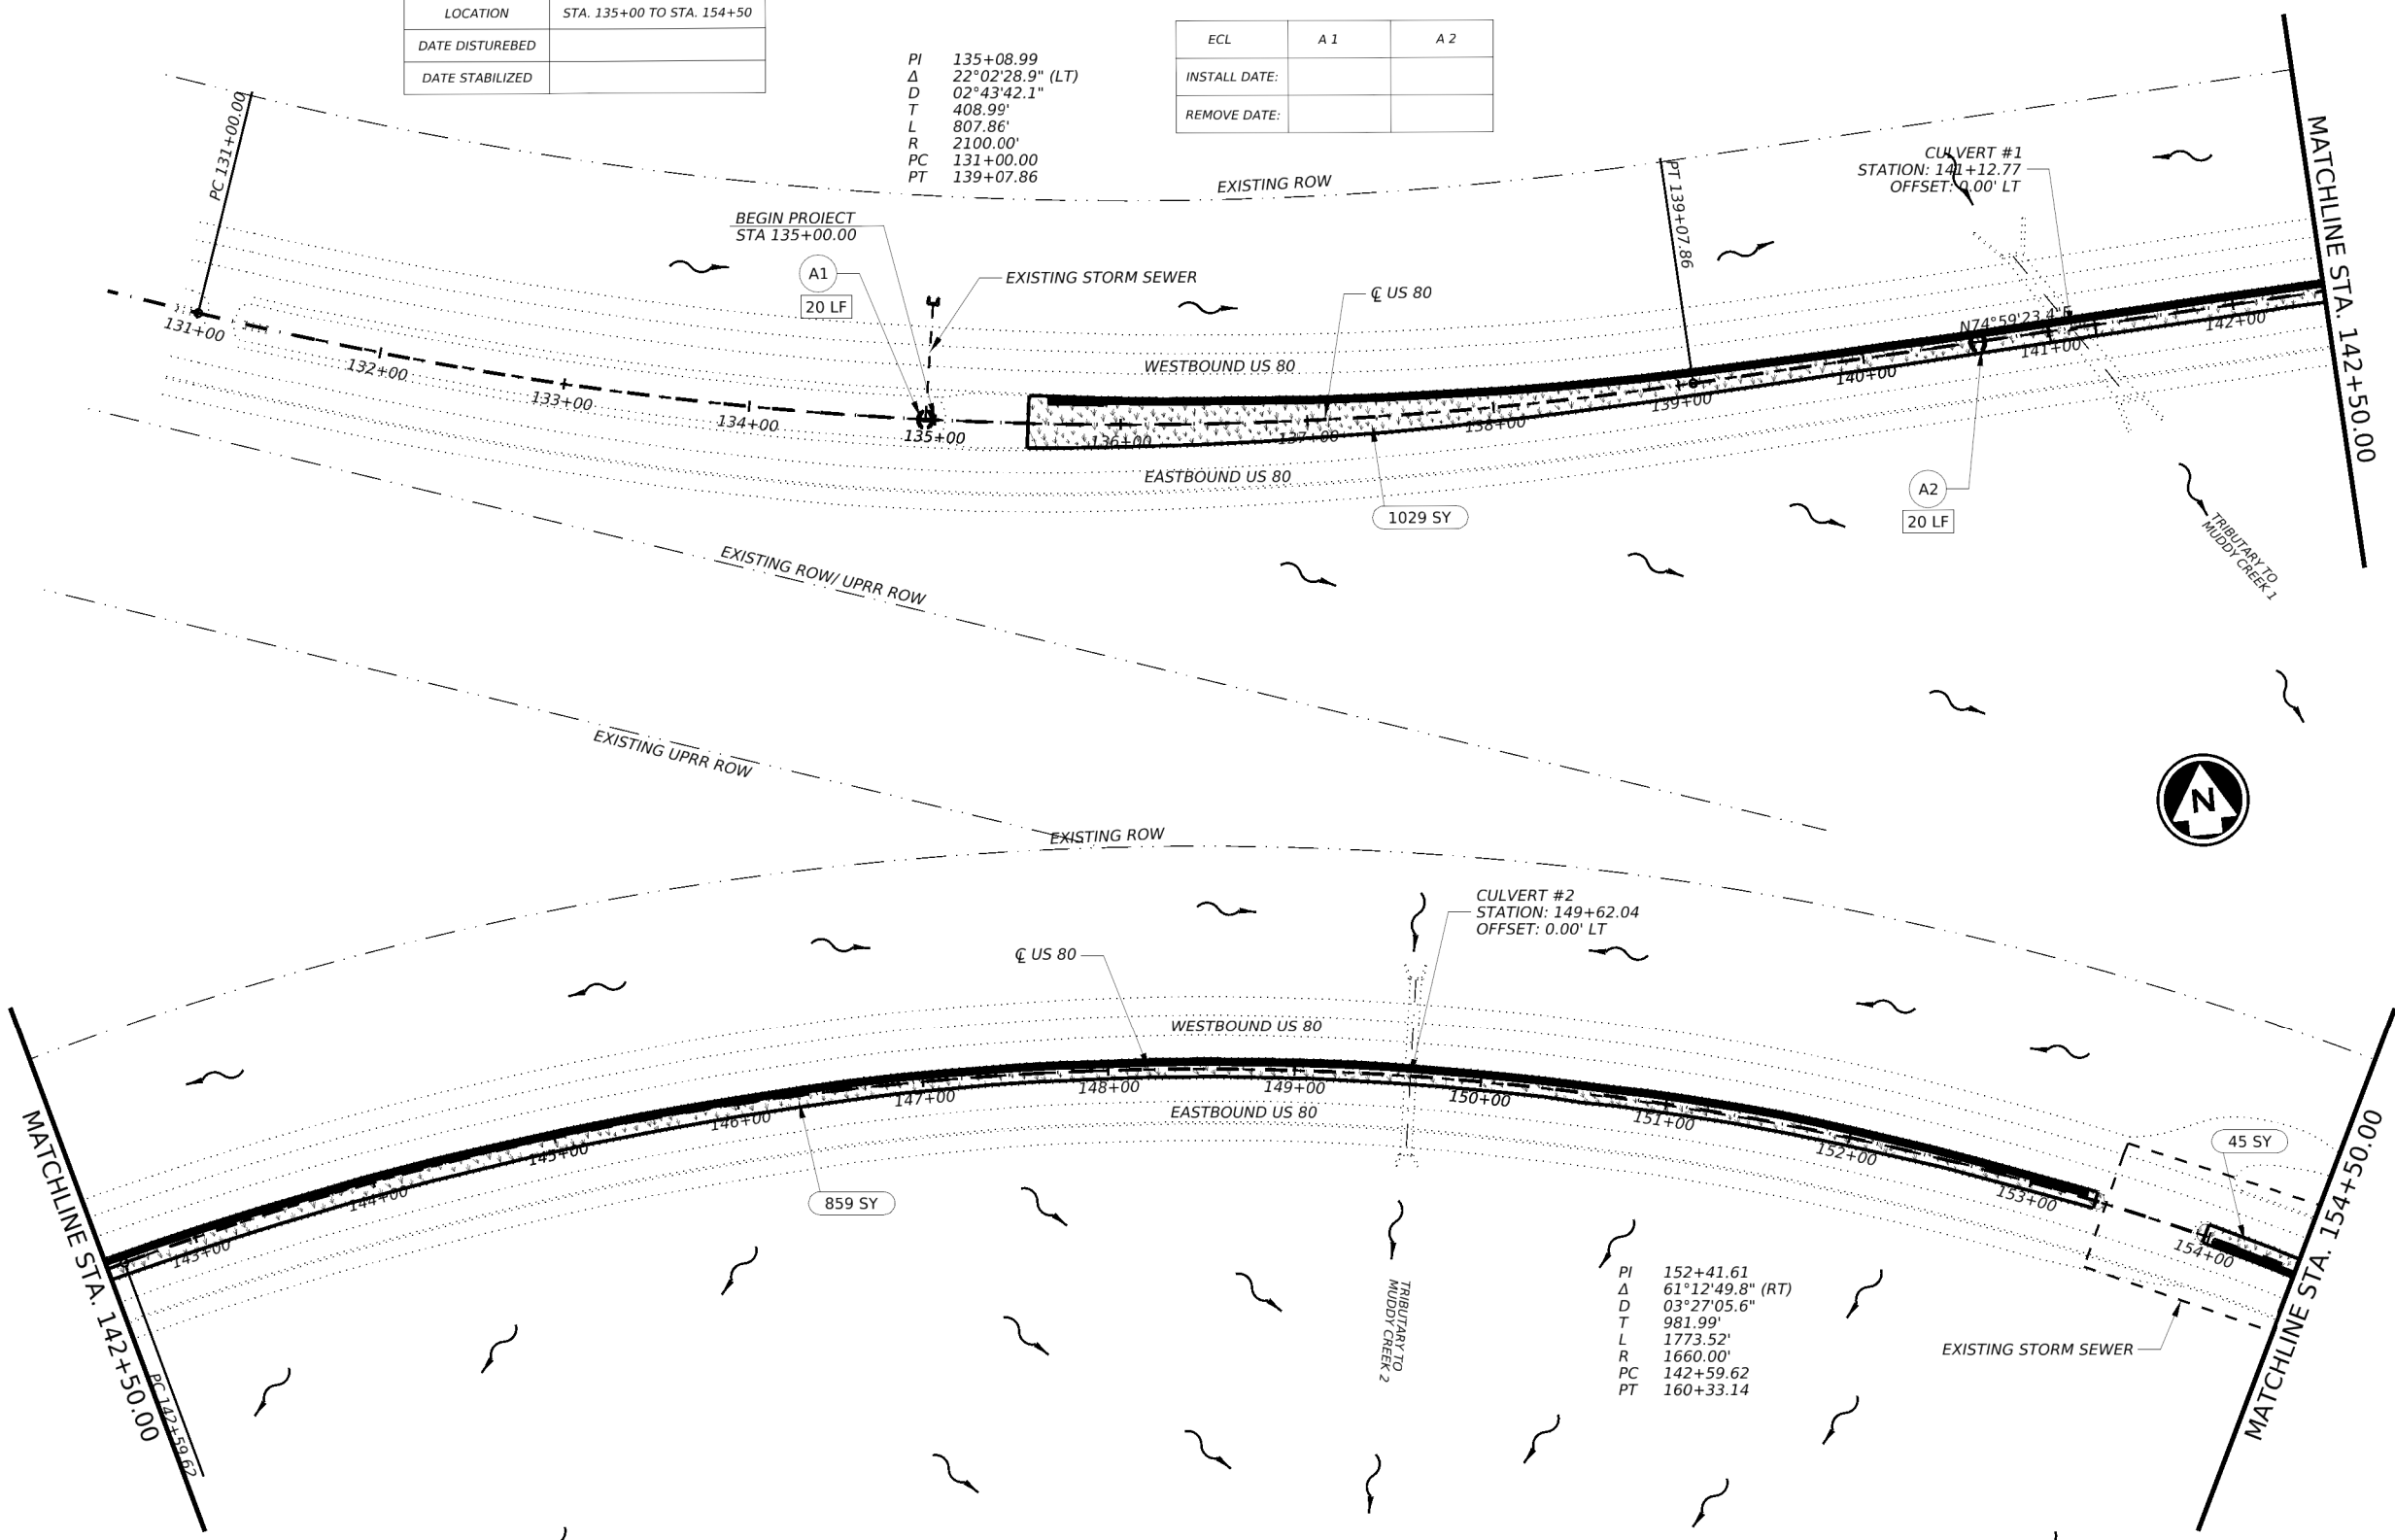 LOCATION STA. 135+00 TO STA. 154+50
DATE DISTUREBED
DATE STABILIZED
PI 135+08.99
Δ 22°02'28.9" (LT)
D 02°43'42.1"
T 408.99'
L 807.86'
R 2100.00'
PC 131+00.00
PT 139+07.86
ECL A 1 A 2
INSTALL DATE:
REMOVE DATE:
PC 131+00.00
EXISTING ROW
PT 139+07.86
CULVERT #1
STATION: 141+12.77
OFFSET: 0.00' LT
MATCHLINE STA. 142+50.00
BEGIN PROIECT
STA 135+00.00
A1
20 LF
EXISTING STORM SEWER
℄ US 80
WESTBOUND US 80
N74°59'23.4"E
131+00
132+00
133+00
134+00
135+00
136+00
137+00
138+00
139+00
140+00
141+00
142+00
EASTBOUND US 80
1029 SY
A2
20 LF
TRIBUTARY TO
MUDDY CREEK 1
EXISTING ROW/ UPRR ROW
EXISTING UPRR ROW
N
EXISTING ROW
CULVERT #2
STATION: 149+62.04
OFFSET: 0.00' LT
℄ US 80
WESTBOUND US 80
MATCHLINE STA. 142+50.00
PC 142+59.62
143+00
144+00
145+00
146+00
147+00
148+00
149+00
150+00
151+00
152+00
153+00
154+00
EASTBOUND US 80
859 SY
45 SY
MATCHLINE STA. 154+50.00
TRIBUTARY TO
MUDDY CREEK 2
PI 152+41.61
Δ 61°12'49.8" (RT)
D 03°27'05.6"
T 981.99'
L 1773.52'
R 1660.00'
PC 142+59.62
PT 160+33.14
EXISTING STORM SEWER